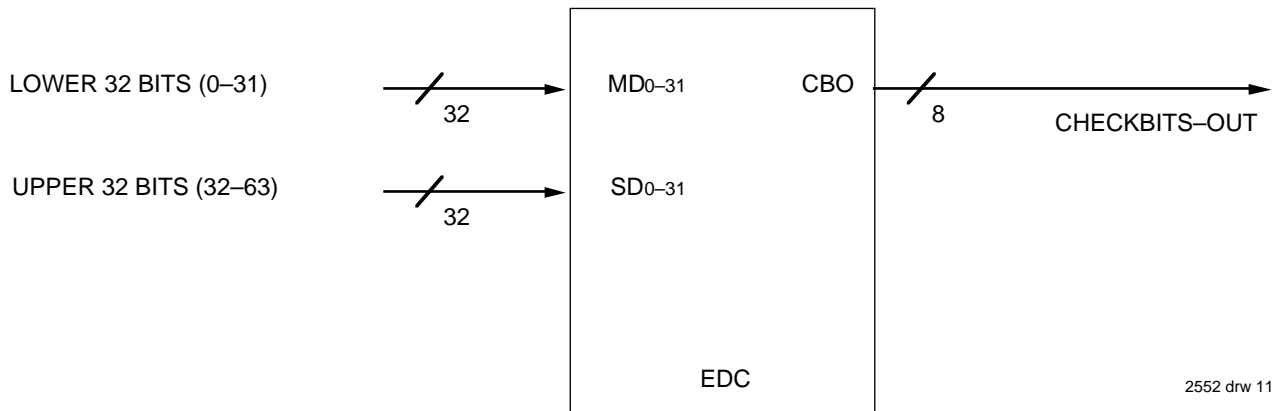 LOWER 32 BITS (0–31)
32
MD0–31
CBO
8
CHECKBITS–OUT
UPPER 32 BITS (32–63)
32
SD0–31
EDC
2552 drw 11